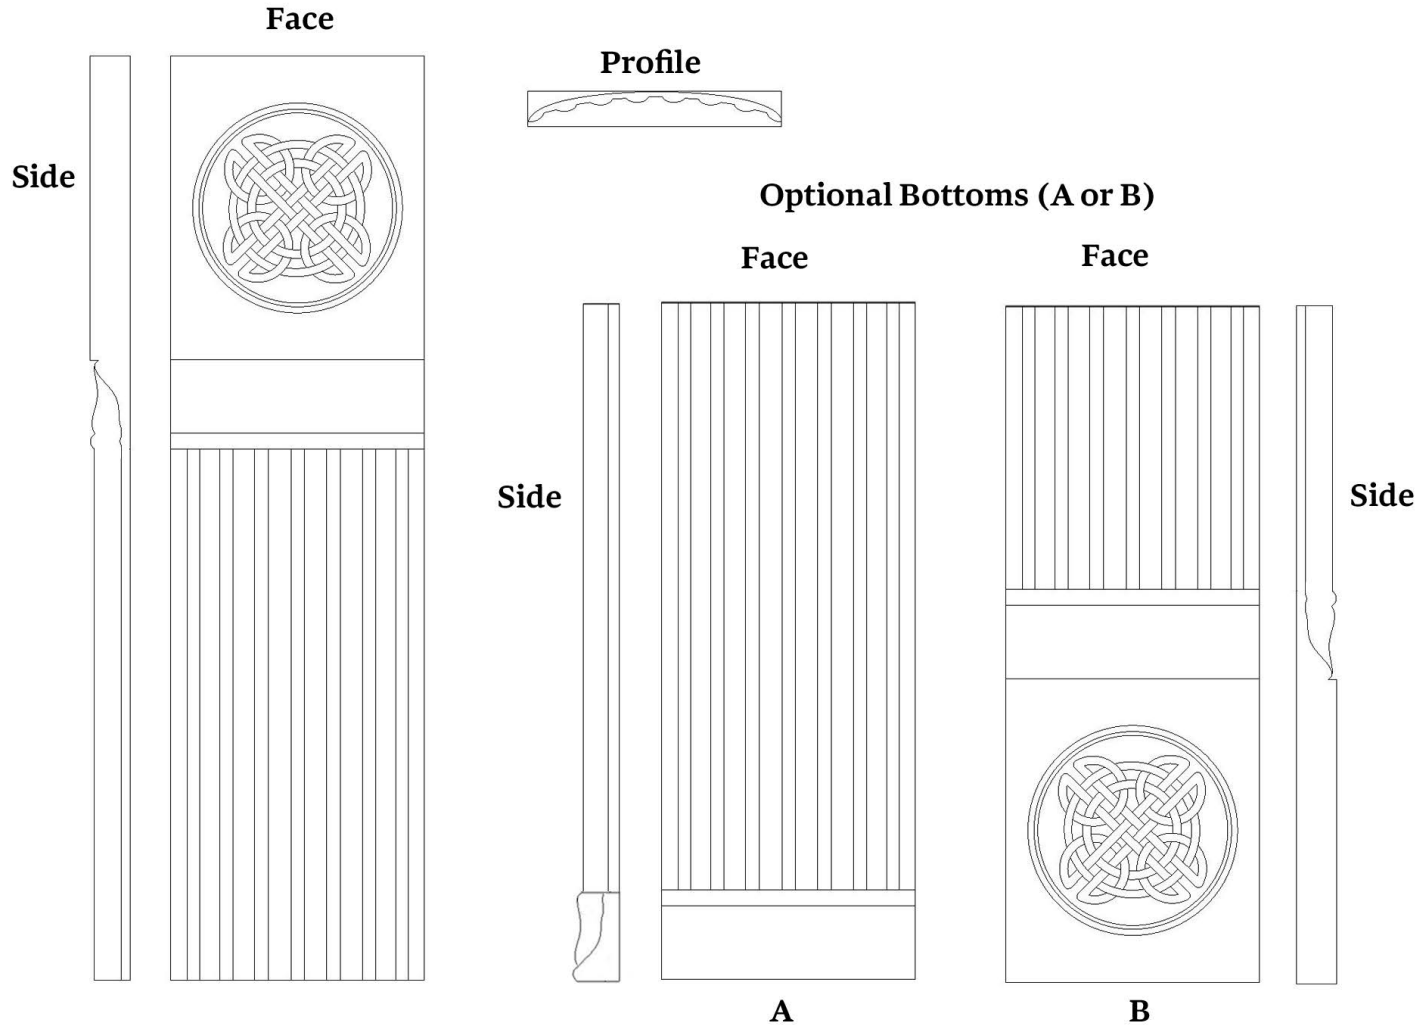 Face
Profile
Side
Optional Bottoms (A or B)
Face
Face
Side
Side
A
B